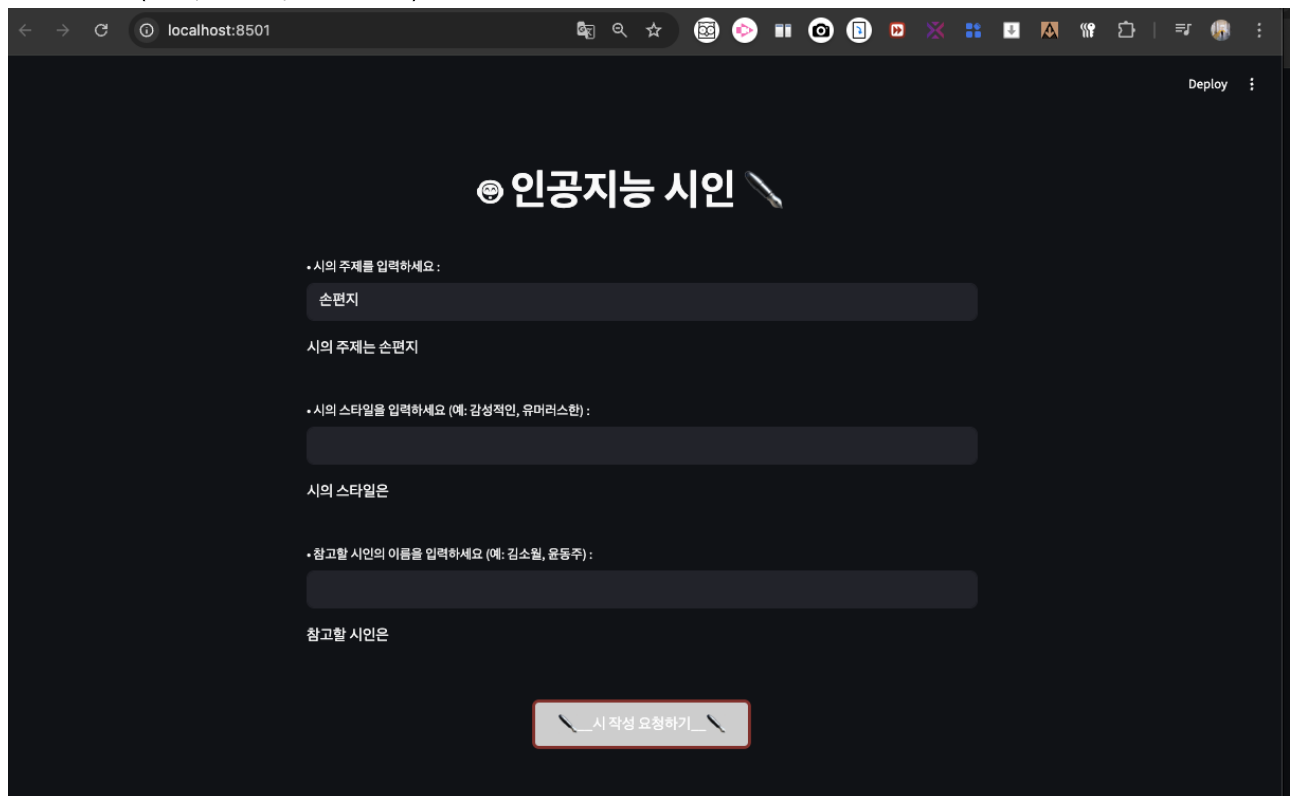 localhost:8501
Deploy
인공지능 시인
• 시의 주제를 입력하세요 :
손편지
시의 주제는 손편지
• 시의 스타일을 입력하세요 (예: 감성적인, 유머러스한) :
시의 스타일은
• 참고할 시인의 이름을 입력하세요 (예: 김소월, 윤동주) :
참고할 시인은
__시 작성 요청하기__